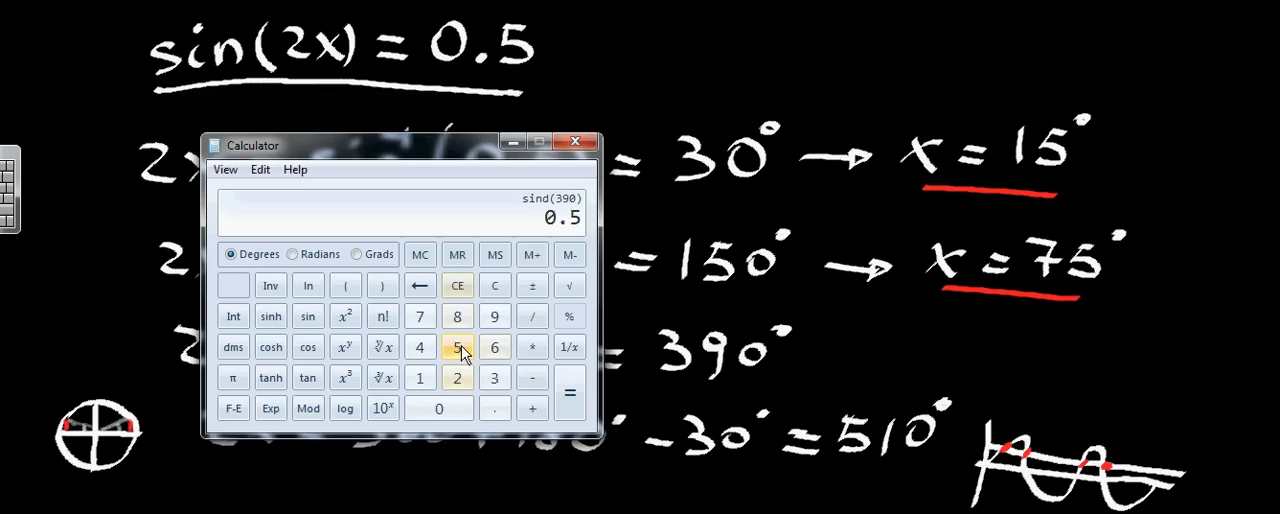 sin(2x) = 0.5
2x = 30° → x = 15°
2 = 150° → x = 75°
2 = 390°
- 30° = 510°
Calculator
View Edit Help
sind(390)
0.5
Degrees Radians Grads MC MR MS M+ M-
Inv ln ( ) ← CE C ± √
Int sinh sin x² n! 7 8 9 / %
dms cosh cos xʸ ʸ√x 4 5 6 * 1/x
π tanh tan x³ ³√x 1 2 3 - =
F-E Exp Mod log 10ˣ 0 . +